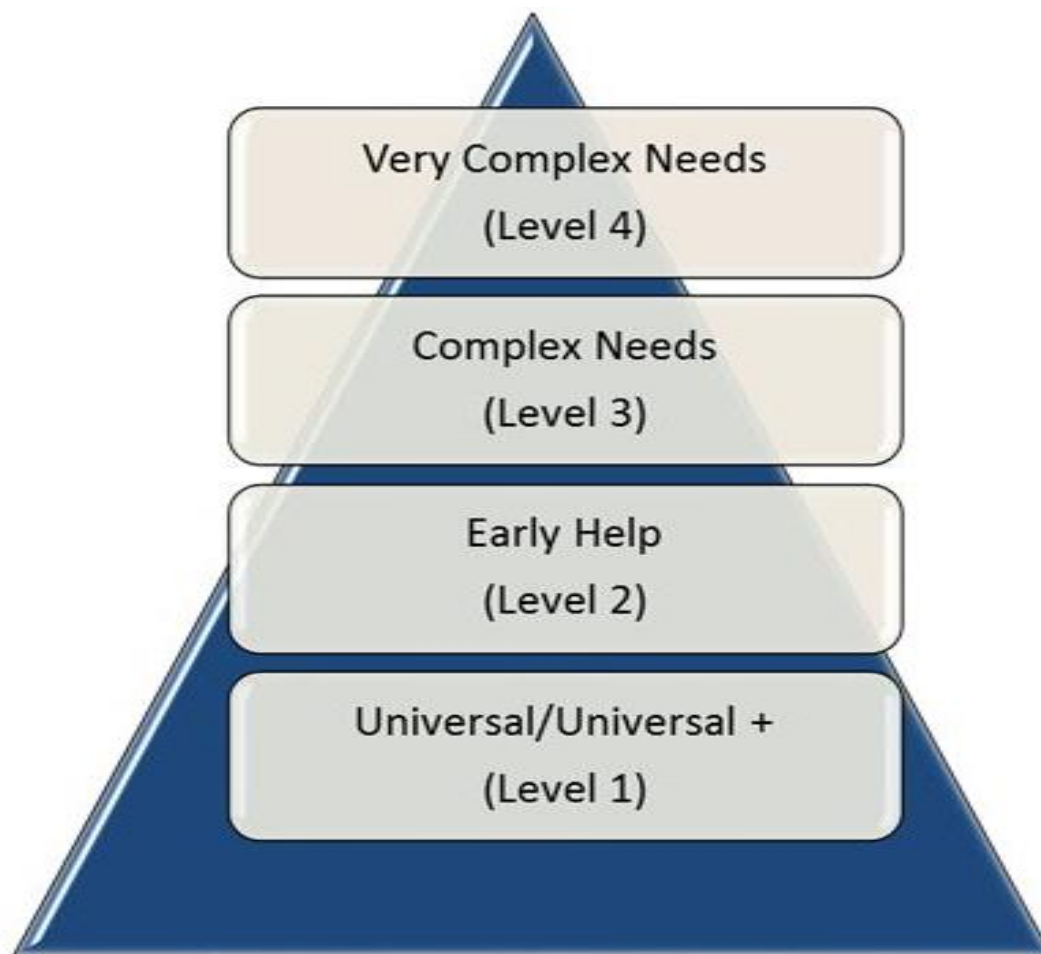 Very Complex Needs
(Level 4)
Complex Needs
(Level 3)
Early Help
(Level 2)
Universal/Universal +
(Level 1)